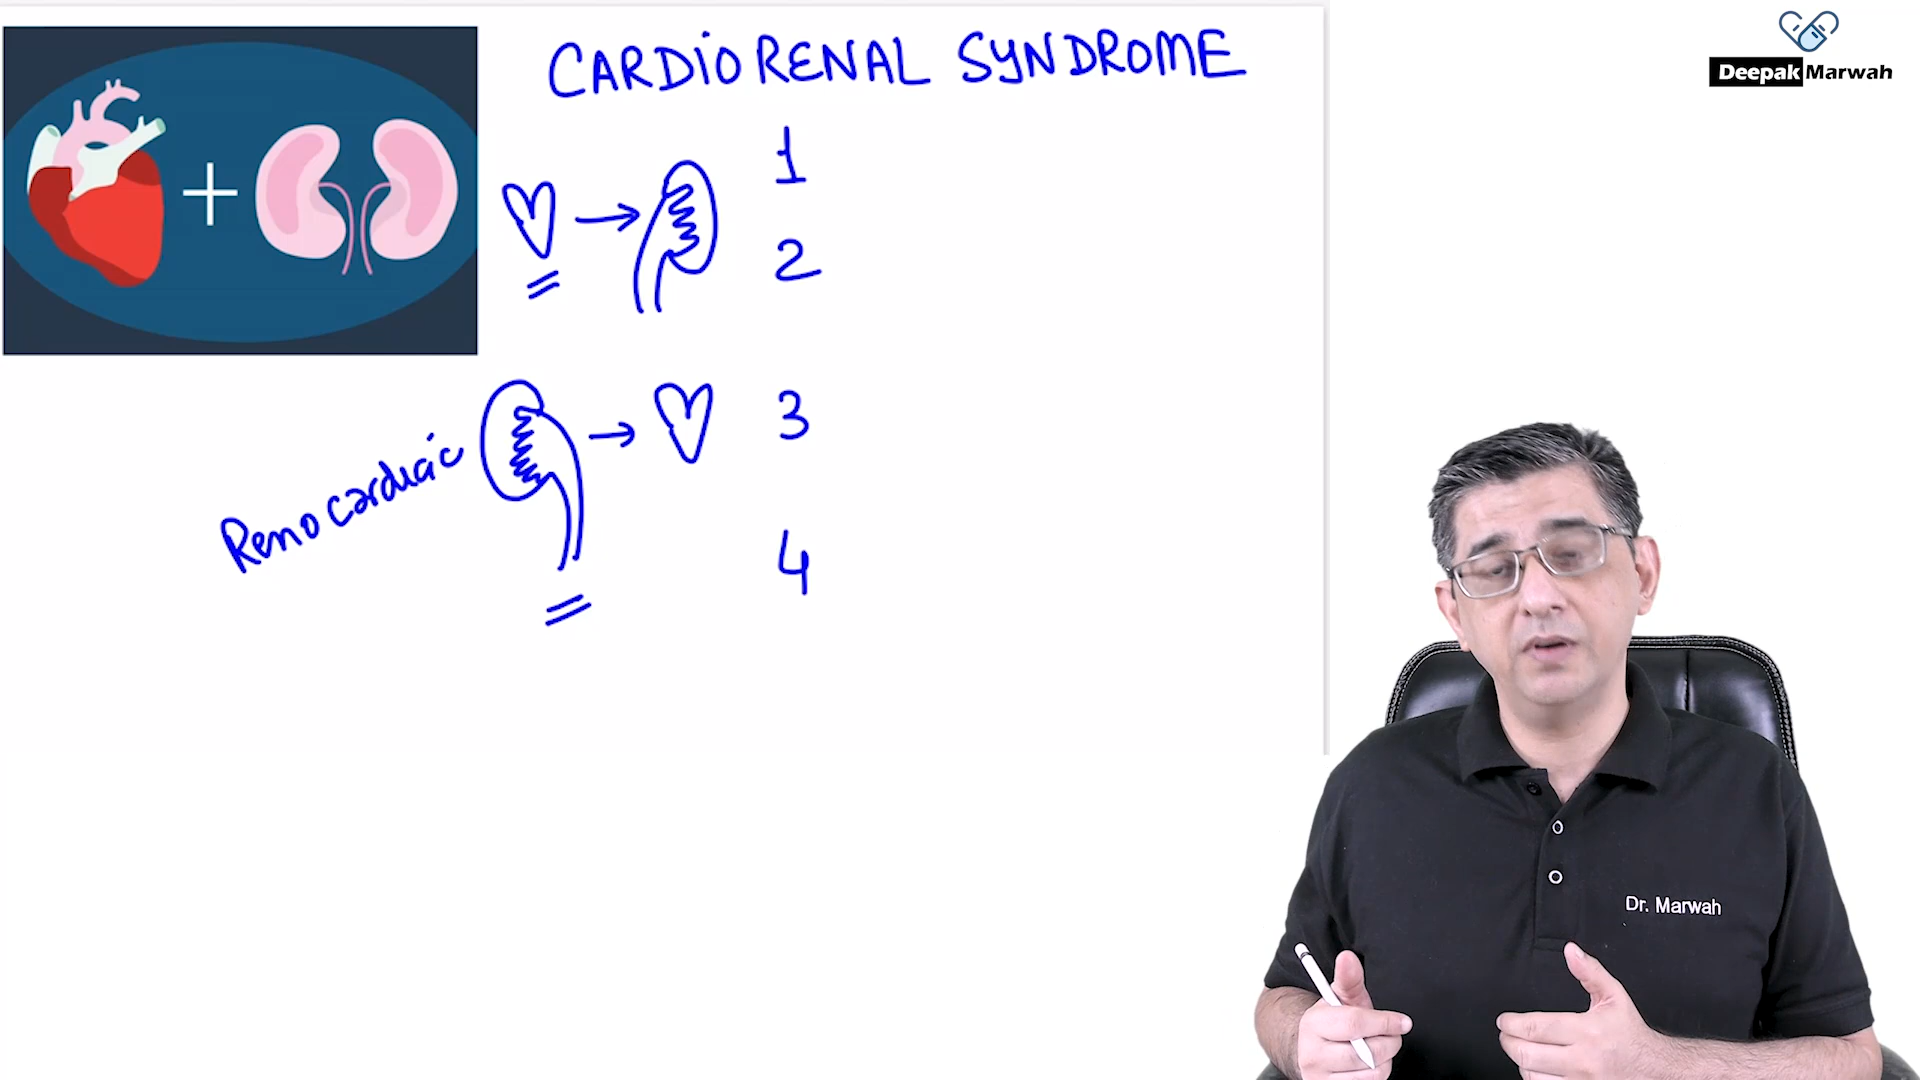 CARDIORENAL SYNDROME
Deepak Marwah
1
2
3
Renocardiac
4
Dr. Marwah